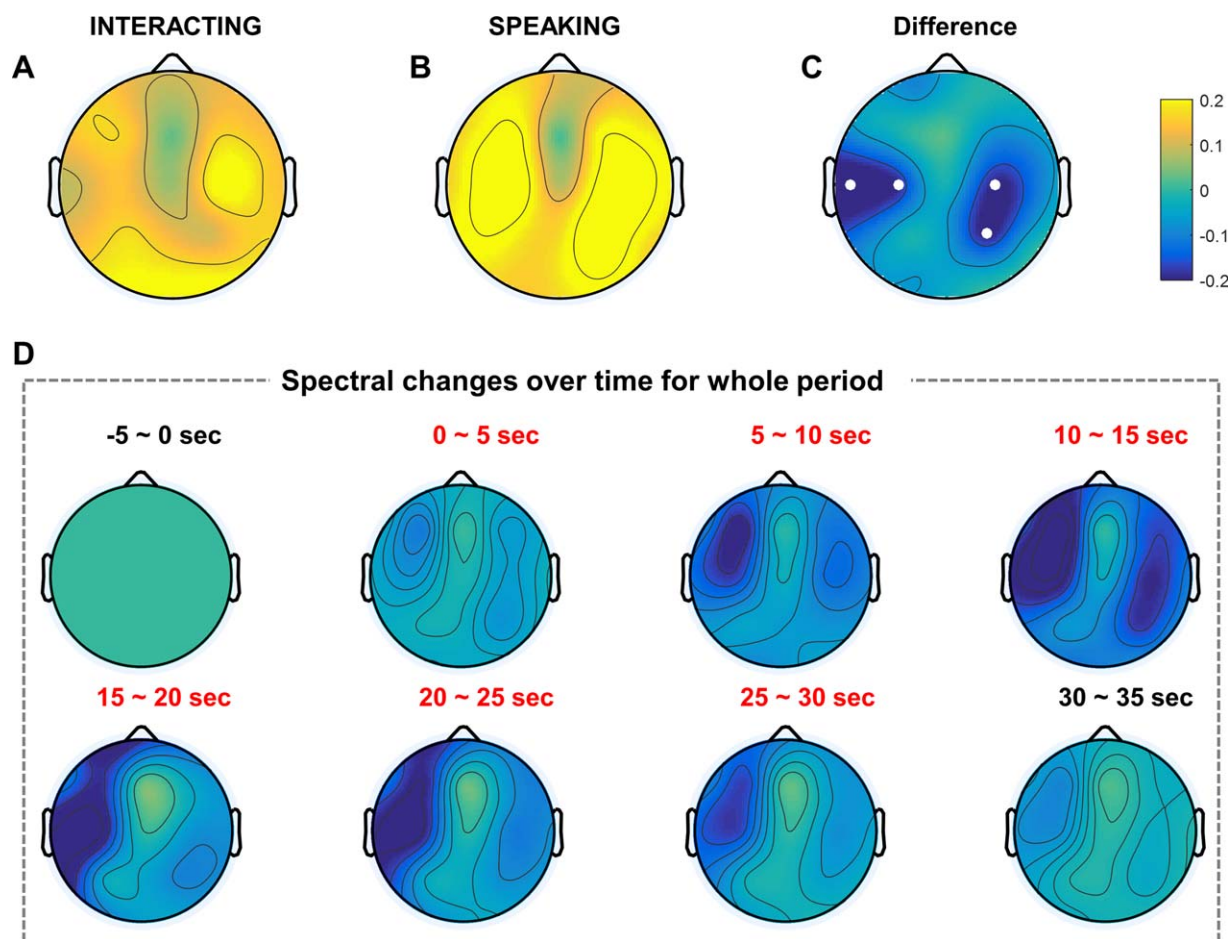 INTERACTING
SPEAKING
Difference
A
B
C
0.2
0.1
0
-0.1
-0.2
D
Spectral changes over time for whole period
-5 ~ 0 sec
0 ~ 5 sec
5 ~ 10 sec
10 ~ 15 sec
15 ~ 20 sec
20 ~ 25 sec
25 ~ 30 sec
30 ~ 35 sec